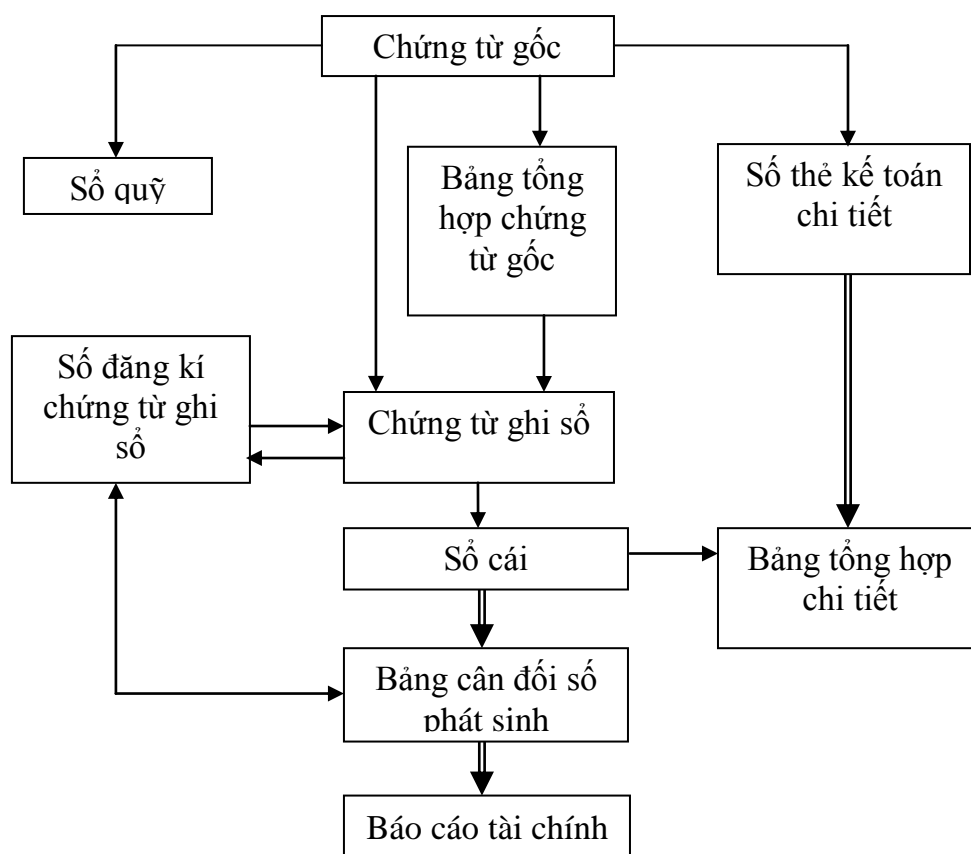 Chứng từ gốc
Sổ quỹ
Bảng tổng
hợp chứng
từ gốc
Số thẻ kế toán
chi tiết
Số đăng kí
chứng từ ghi
sổ
Chứng từ ghi sổ
Sổ cái
Bảng tổng hợp
chi tiết
Bảng cân đối số
phát sinh
Báo cáo tài chính